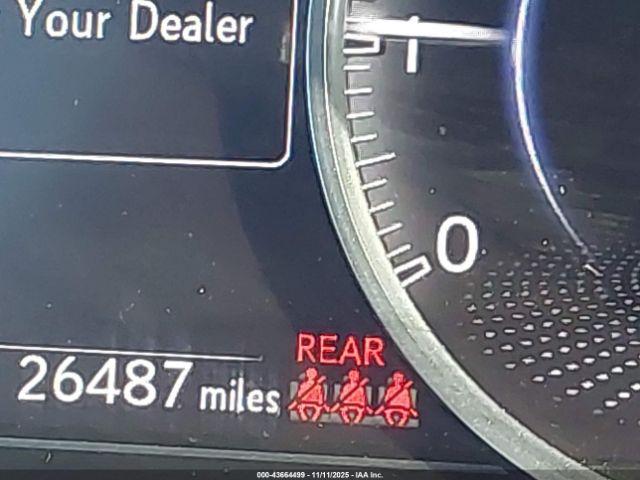 Your Dealer
1
0
REAR
26487 miles
000-43664499 - 11/11/2025 - IAA Inc.